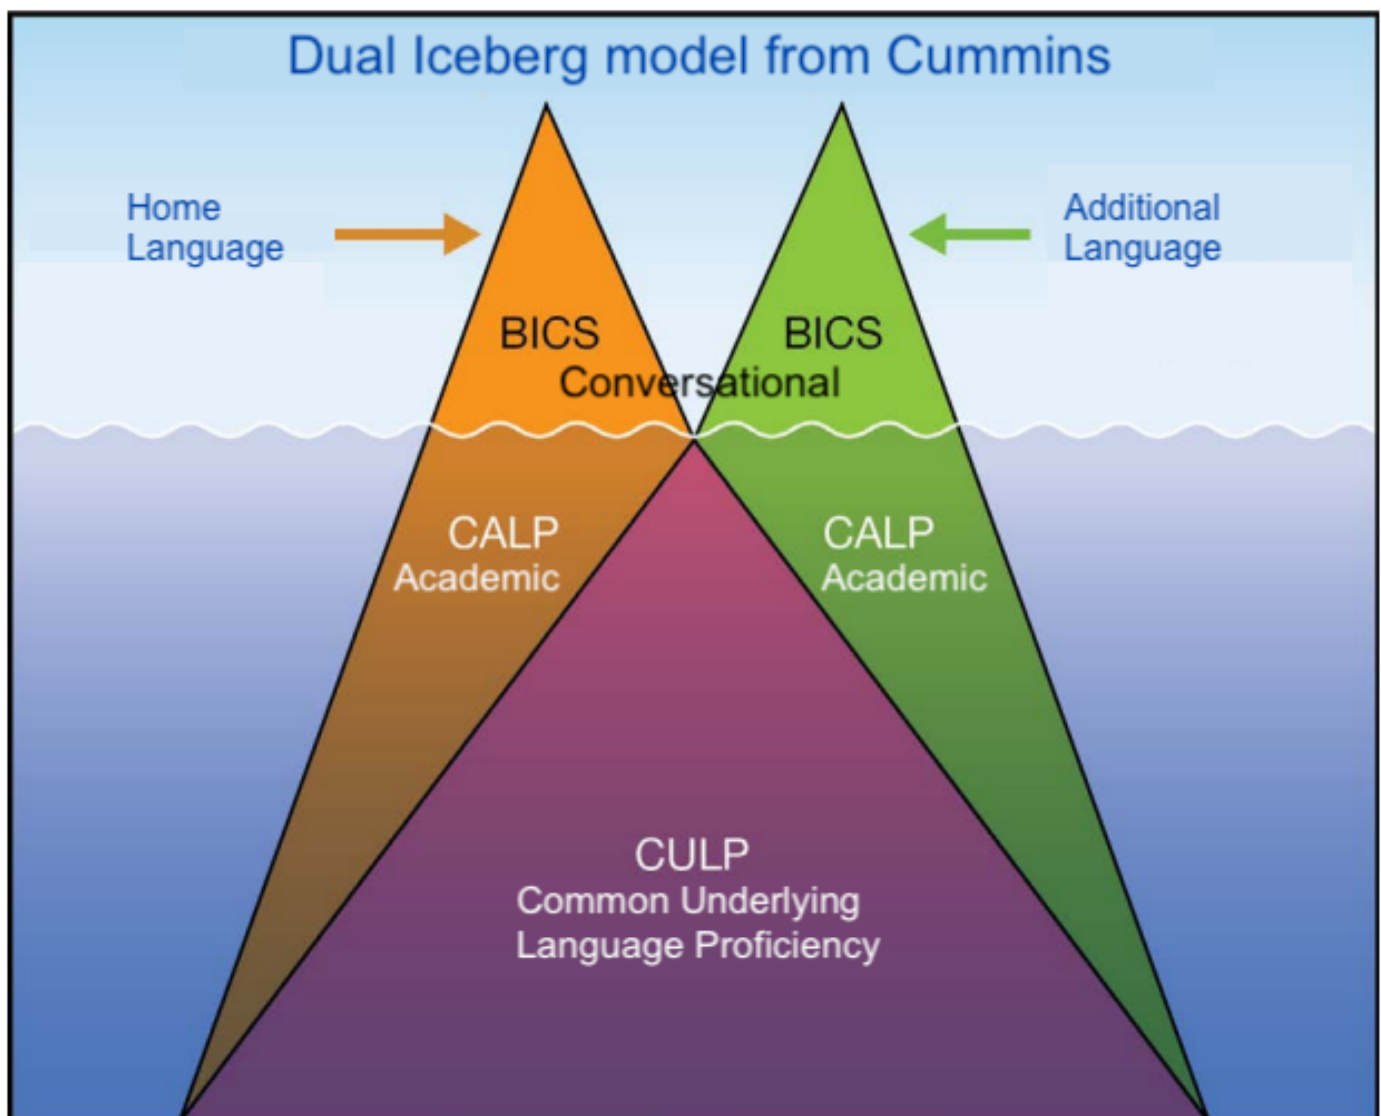 Dual Iceberg model from Cummins
Home
Language
Additional
Language
BICS
BICS
Conversational
CALP
Academic
CALP
Academic
CULP
Common Underlying
Language Proficiency